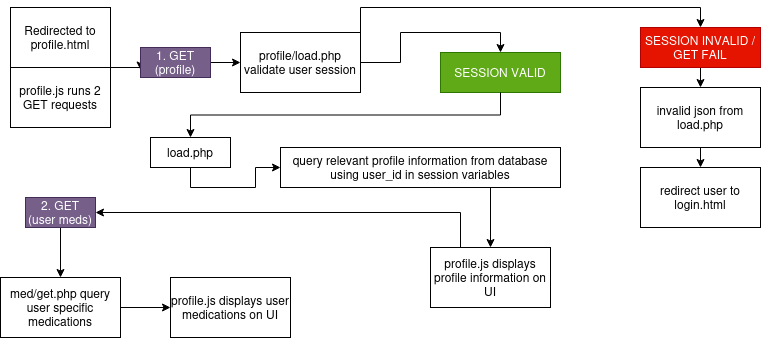 Redirected to
profile.html
profile.js runs 2
GET requests
1. GET
(profile)
profile/load.php
validate user session
SESSION VALID
SESSION INVALID /
GET FAIL
invalid json from
load.php
redirect user to
login.html
load.php
query relevant profile information from database
using user_id in session variables
2. GET
(user meds)
profile.js displays
profile information on
UI
med/get.php query
user specific
medications
profile.js displays user
medications on UI